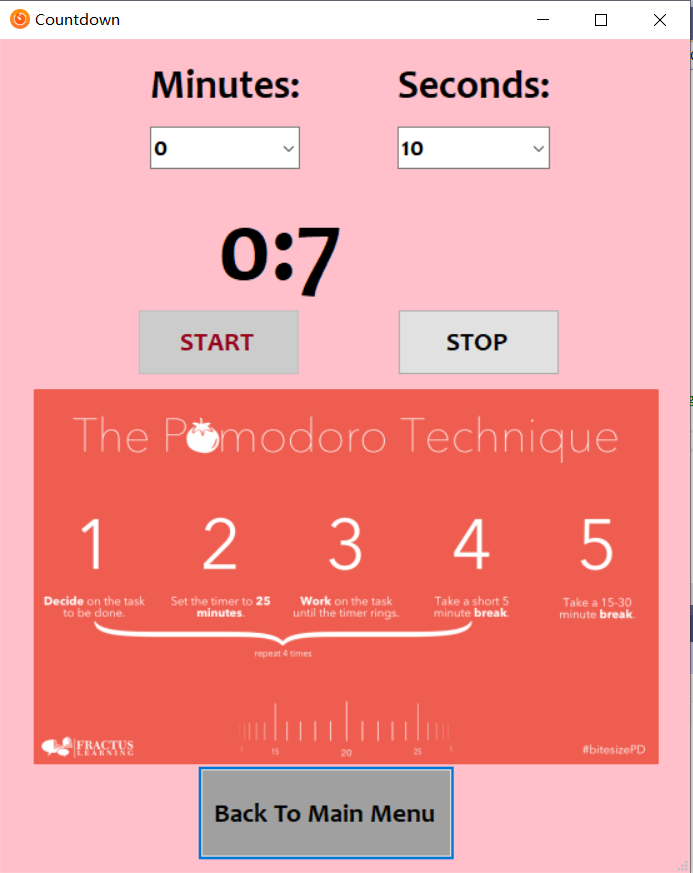 Countdown
Minutes:
Seconds:
0
10
0:7
START
STOP
The Pomodoro Technique
1
2
3
4
5
Decide on the task
to be done.
Set the timer to 25
minutes.
Work on the task
until the timer rings.
Take a short 5
minute break.
Take a 15-30
minute break.
repeat 4 times
15
20
25
FRACTUS
LEARNING
#bitesizePD
Back To Main Menu